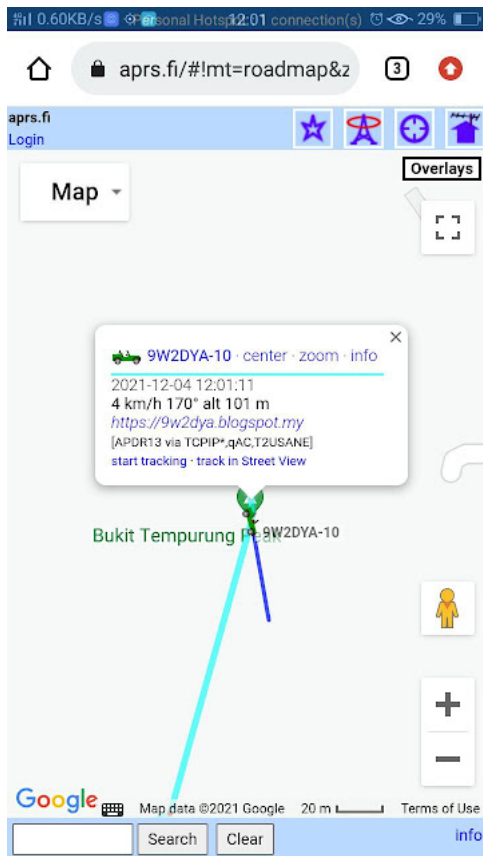 4G 0.60KB/s Personal Hotspot: 1 connection(s) 12:01 29%
aprs.fi/#!mt=roadmap&z
3
aprs.fi
Login
Overlays
Map
9W2DYA-10 · center · zoom · info
2021-12-04 12:01:11
4 km/h 170° alt 101 m
https://9w2dya.blogspot.my
[APDR13 via TCPIP*,qAC,T2USANE]
start tracking · track in Street View
Bukit Tempurung Peak
9W2DYA-10
Google
Map data ©2021 Google
20 m
Terms of Use
Search
Clear
info